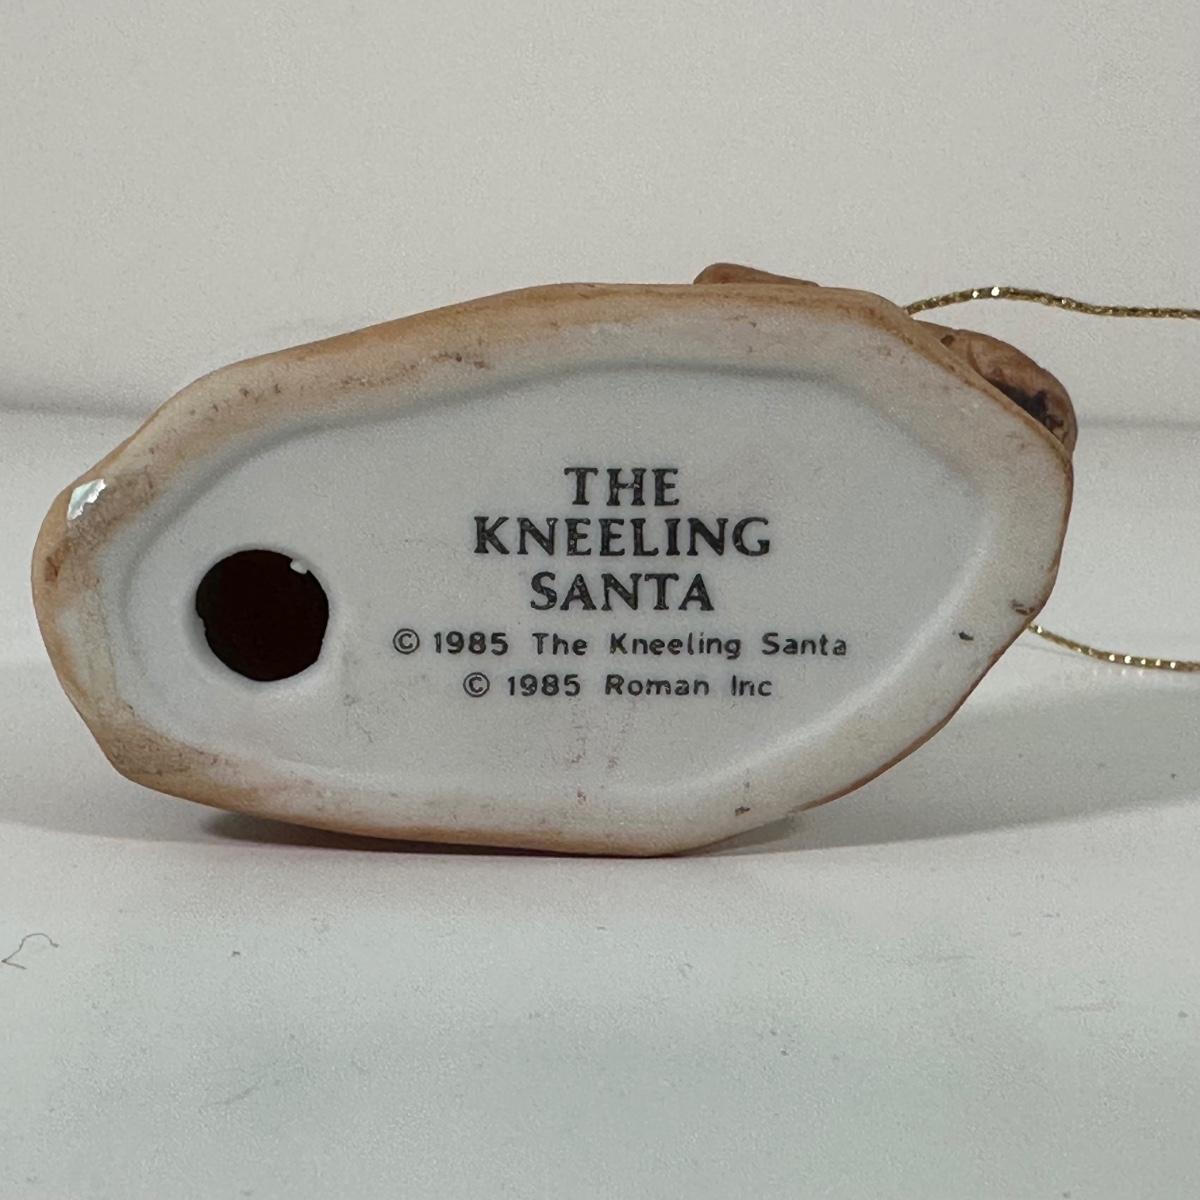 THE
KNEELING
SANTA
© 1985 The Kneeling Santa
© 1985 Roman Inc